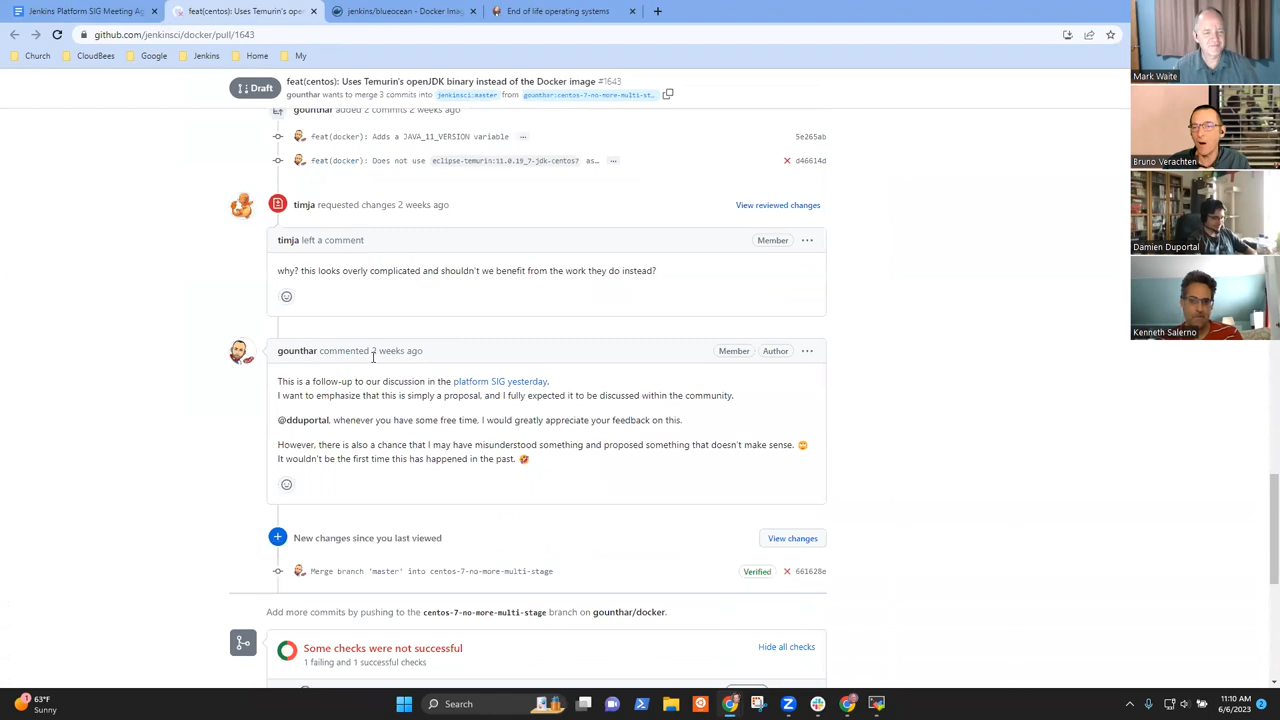 Jenkins Platform SIG Meeting Ag
feat(centos): Uses Temurin's ope
jenkins/blueocean - Docker Imag
End of life operating systems
github.com/jenkinsci/docker/pull/1643
Church
CloudBees
Google
Jenkins
Home
My
Draft
feat(centos): Uses Temurin's openJDK binary instead of the Docker image #1643
gounthar wants to merge 3 commits into jenkinsci:master from gounthar:centos-7-no-more-multi-st…
gounthar added 2 commits 2 weeks ago
feat(docker): Adds a JAVA_11_VERSION variable … 5e265ab
feat(docker): Does not use eclipse-temurin:11.0.19_7-jdk-centos7 as… … d46614d
timja requested changes 2 weeks ago
View reviewed changes
timja left a comment
Member
why? this looks overly complicated and shouldn't we benefit from the work they do instead?
gounthar commented 2 weeks ago
Member
Author
This is a follow-up to our discussion in the platform SIG yesterday.
I want to emphasize that this is simply a proposal, and I fully expected it to be discussed within the community.
@dduportal, whenever you have some free time, I would greatly appreciate your feedback on this.
However, there is also a chance that I may have misunderstood something and proposed something that doesn't make sense.
It wouldn't be the first time this has happened in the past.
New changes since you last viewed
View changes
Merge branch 'master' into centos-7-no-more-multi-stage
Verified
661628e
Add more commits by pushing to the centos-7-no-more-multi-stage branch on gounthar/docker.
Some checks were not successful
Hide all checks
1 failing and 1 successful checks
Mark Waite
Bruno Verachten
Damien Duportal
Kenneth Salerno
63°F
Sunny
Search
11:10 AM
6/6/2023
2